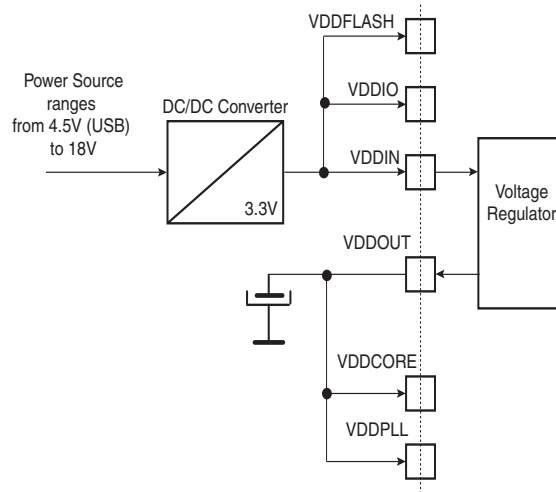 VDDFLASH
Power Source
ranges
from 4.5V (USB)
to 18V
DC/DC Converter
VDDIO
VDDIN
3.3V
Voltage
Regulator
VDDOUT
VDDCORE
VDDPLL